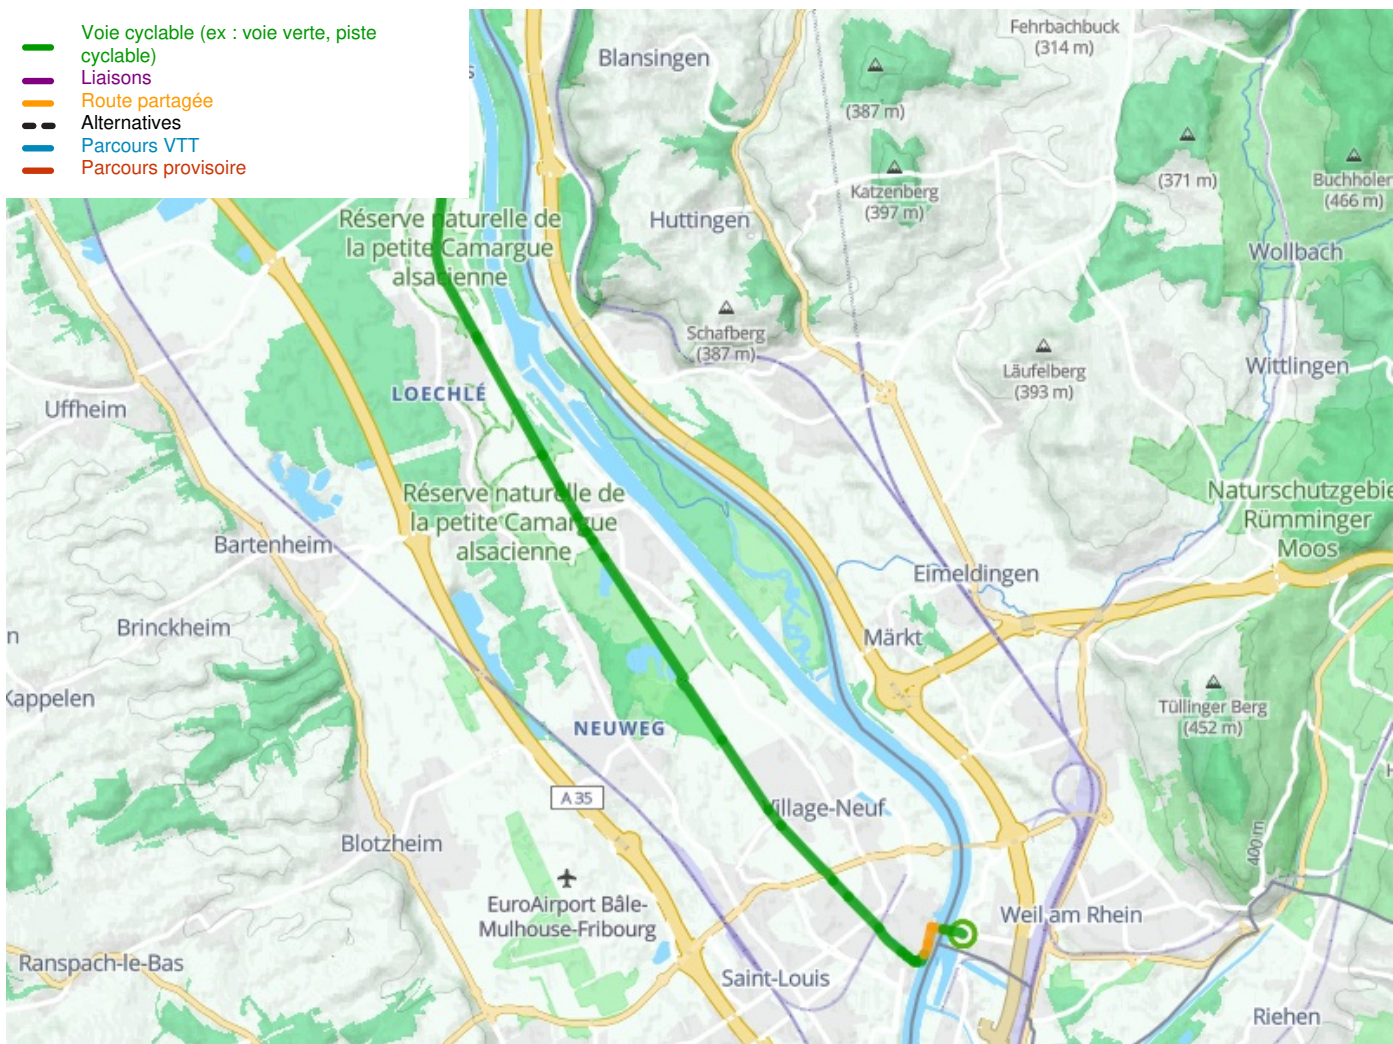 Voie cyclable (ex : voie verte, piste
cyclable)
Liaisons
Route partagée
Alternatives
Parcours VTT
Parcours provisoire
Fehrbachbuck
(314 m)
Blansingen
(387 m)
(371 m)
Buchholer
(466 m)
Katzenberg
(397 m)
Huttingen
Réserve naturelle de
la petite Camargue
alsacienne
Wollbach
Schafberg
(387 m)
Läufelberg
(393 m)
Wittlingen
LOECHLÉ
Uffheim
Réserve naturelle de
la petite Camargue
alsacienne
Naturschutzgebie
Rümminger
Moos
Bartenheim
Eimeldingen
Brinckheim
n
Märkt
Kappelen
Tüllinger Berg
(452 m)
NEUWEG
H
A 35
Village-Neuf
Blotzheim
400 m
EuroAirport Bâle-
Mulhouse-Fribourg
Weil am Rhein
Ranspach-le-Bas
Saint-Louis
Riehen